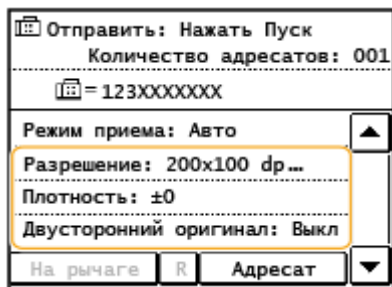 Отправить: Нажать Пуск
Количество адресатов: 001
=123XXXXXXX
Режим приема: Авто
Разрешение: 200x100 dp...
Плотность: ±0
Двусторонний оригинал: Выкл
На рычаге R Адресат